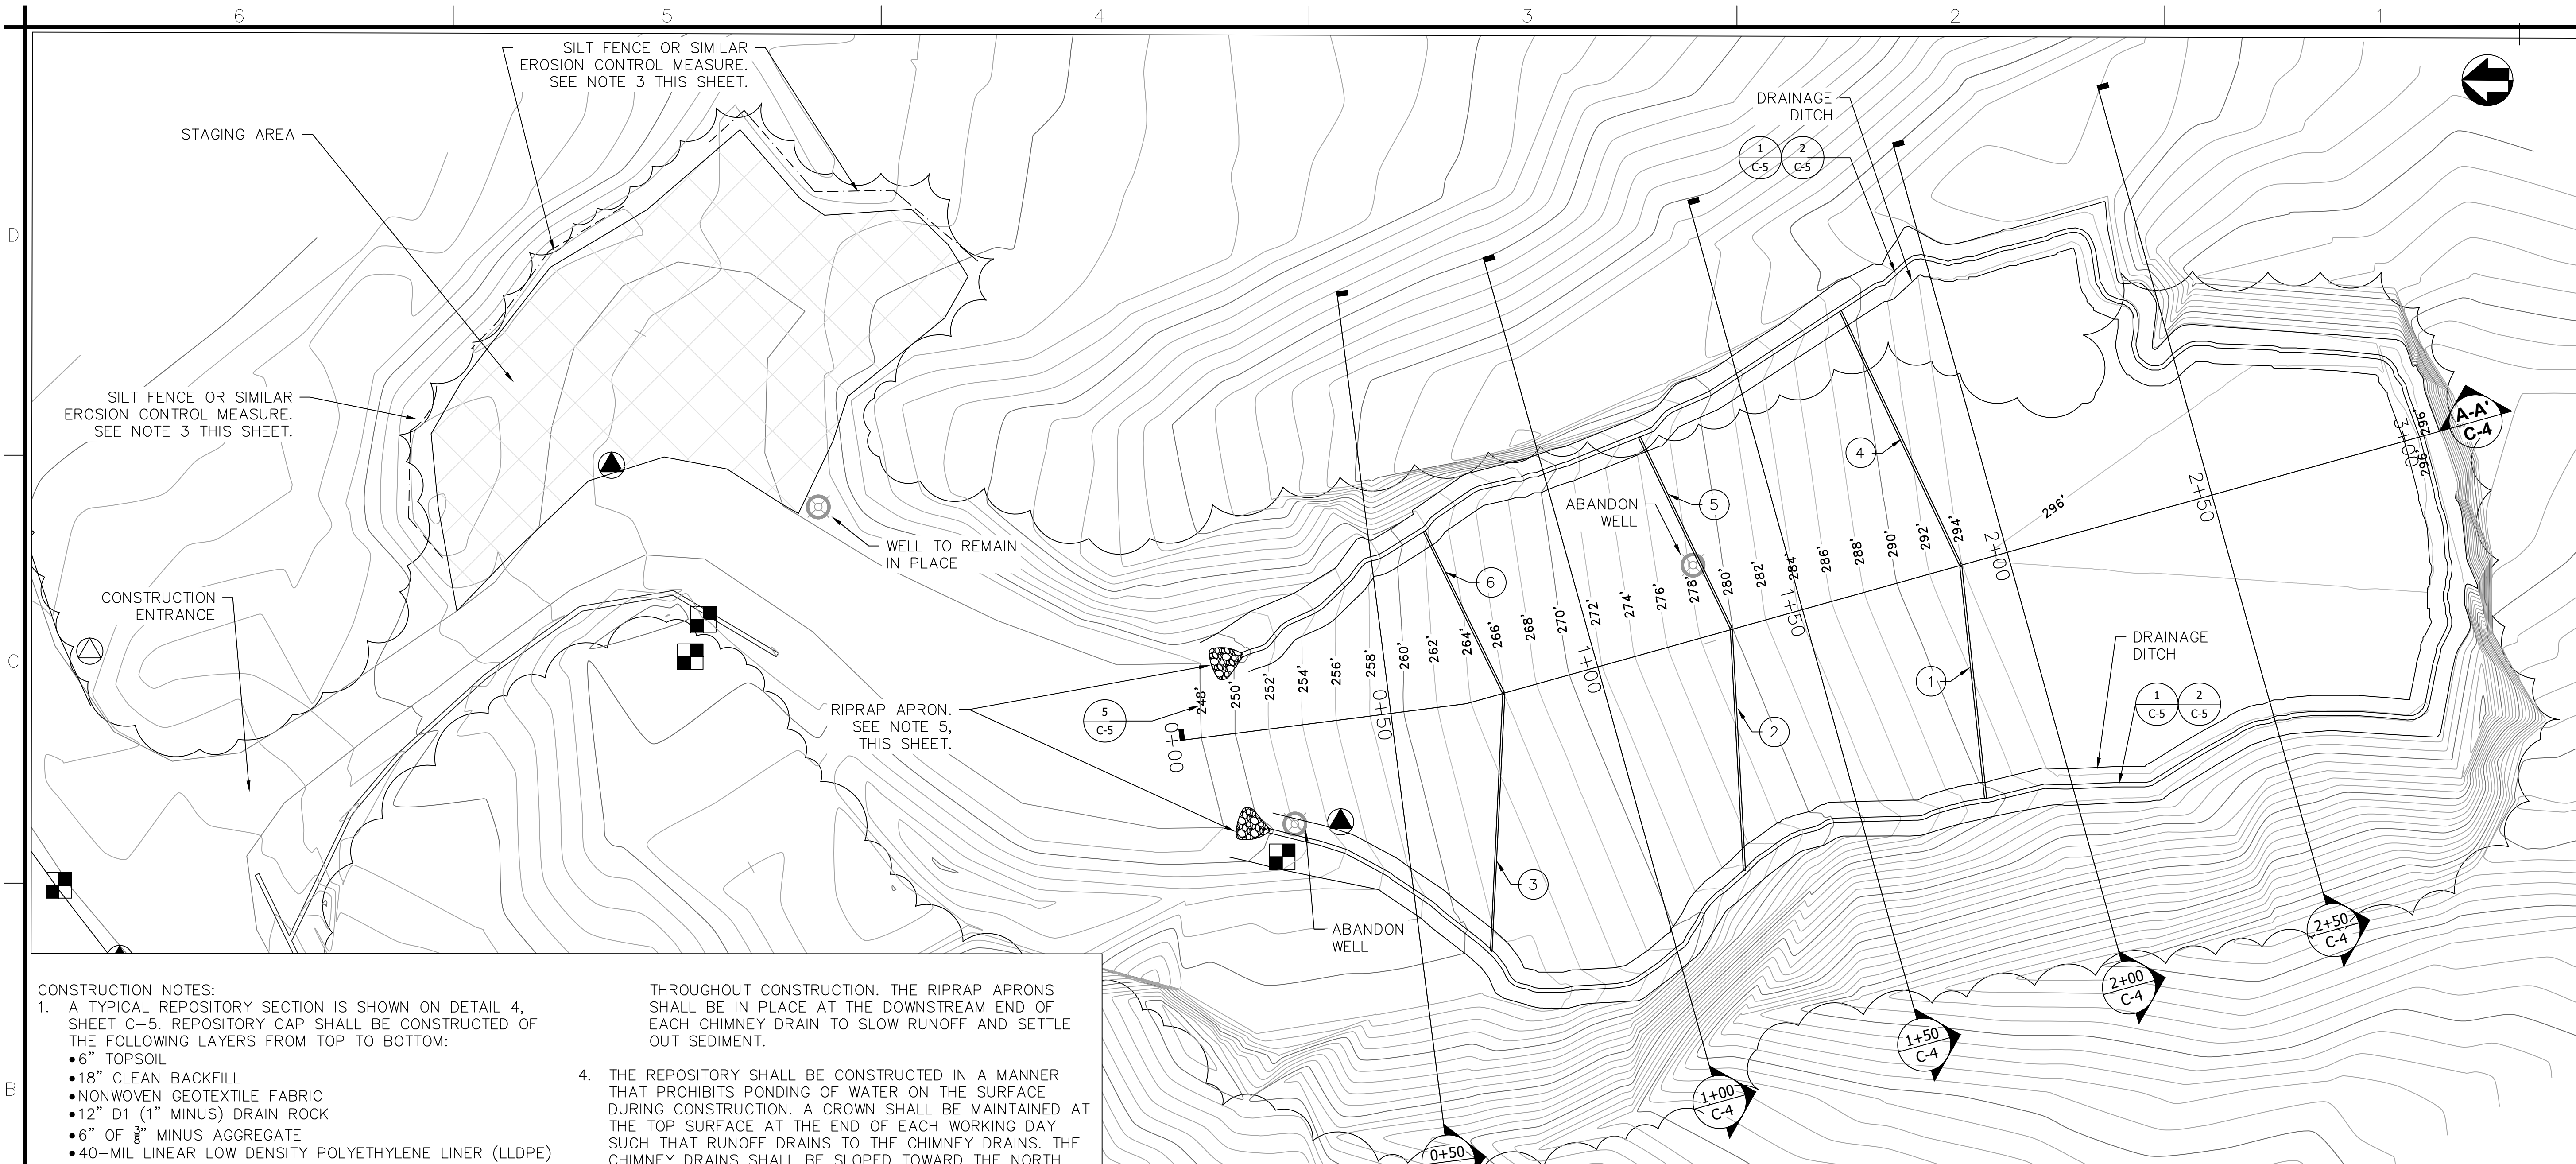 6
5
4
3
2
1
D
C
B
SILT FENCE OR SIMILAR
EROSION CONTROL MEASURE.
SEE NOTE 3 THIS SHEET.
STAGING AREA
SILT FENCE OR SIMILAR
EROSION CONTROL MEASURE.
SEE NOTE 3 THIS SHEET.
CONSTRUCTION
ENTRANCE
WELL TO REMAIN
IN PLACE
RIPRAP APRON.
SEE NOTE 5,
THIS SHEET.
5
C-5
DRAINAGE
DITCH
1
C-5
2
C-5
ABANDON
WELL
ABANDON
WELL
DRAINAGE
DITCH
1
C-5
2
C-5
4
5
6
1
2
3
248'
250'
252'
254'
256'
258'
260'
262'
264'
266'
268'
270'
272'
274'
276'
278'
280'
282'
284'
286'
288'
290'
292'
294'
296'
296'
296'
0+00
0+50
1+00
1+50
2+00
2+50
3+00
A-A'
C-4
2+50
C-4
2+00
C-4
1+50
C-4
1+00
C-4
0+50
CONSTRUCTION NOTES:
1. A TYPICAL REPOSITORY SECTION IS SHOWN ON DETAIL 4,
SHEET C-5. REPOSITORY CAP SHALL BE CONSTRUCTED OF
THE FOLLOWING LAYERS FROM TOP TO BOTTOM:
•6" TOPSOIL
•18" CLEAN BACKFILL
•NONWOVEN GEOTEXTILE FABRIC
•12" D1 (1" MINUS) DRAIN ROCK
•6" OF 3/8" MINUS AGGREGATE
•40-MIL LINEAR LOW DENSITY POLYETHYLENE LINER (LLDPE)
THROUGHOUT CONSTRUCTION. THE RIPRAP APRONS
SHALL BE IN PLACE AT THE DOWNSTREAM END OF
EACH CHIMNEY DRAIN TO SLOW RUNOFF AND SETTLE
OUT SEDIMENT.
4. THE REPOSITORY SHALL BE CONSTRUCTED IN A MANNER
THAT PROHIBITS PONDING OF WATER ON THE SURFACE
DURING CONSTRUCTION. A CROWN SHALL BE MAINTAINED AT
THE TOP SURFACE AT THE END OF EACH WORKING DAY
SUCH THAT RUNOFF DRAINS TO THE CHIMNEY DRAINS. THE
CHIMNEY DRAINS SHALL BE SLOPED TOWARD THE NORTH